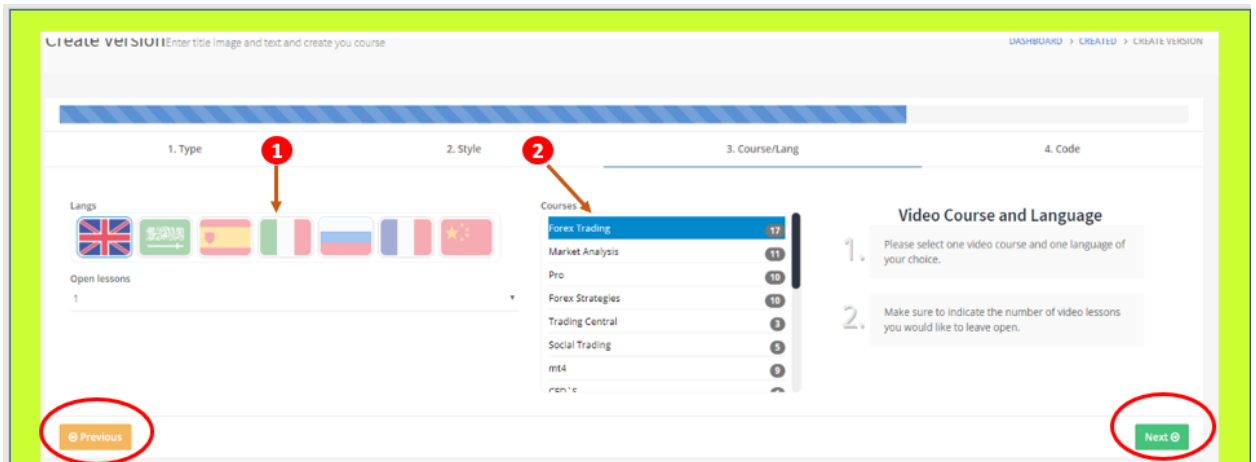 Create Version Enter title image and text and create you course
DASHBOARD > CREATED > CREATE VERSION
1. Type
2. Style
3. Course/Lang
4. Code
1
2
Langs
Open lessons
1
Courses
Forex Trading 17
Market Analysis 11
Pro 10
Forex Strategies 10
Trading Central 3
Social Trading 5
mt4 9
CFD`S
Video Course and Language
1. Please select one video course and one language of
your choice.
2. Make sure to indicate the number of video lessons
you would like to leave open.
Previous
Next